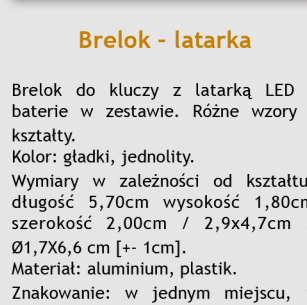 Brelok – latarka
Brelok do kluczy z latarką LED
baterie w zestawie. Różne wzory
kształty.
Kolor: gładki, jednolity.
Wymiary w zależności od kształtu
długość 5,70cm wysokość 1,80cm
szerokość 2,00cm / 2,9x4,7cm
Ø1,7X6,6 cm [+- 1cm].
Materiał: aluminium, plastik.
Znakowanie: w jednym miejscu,